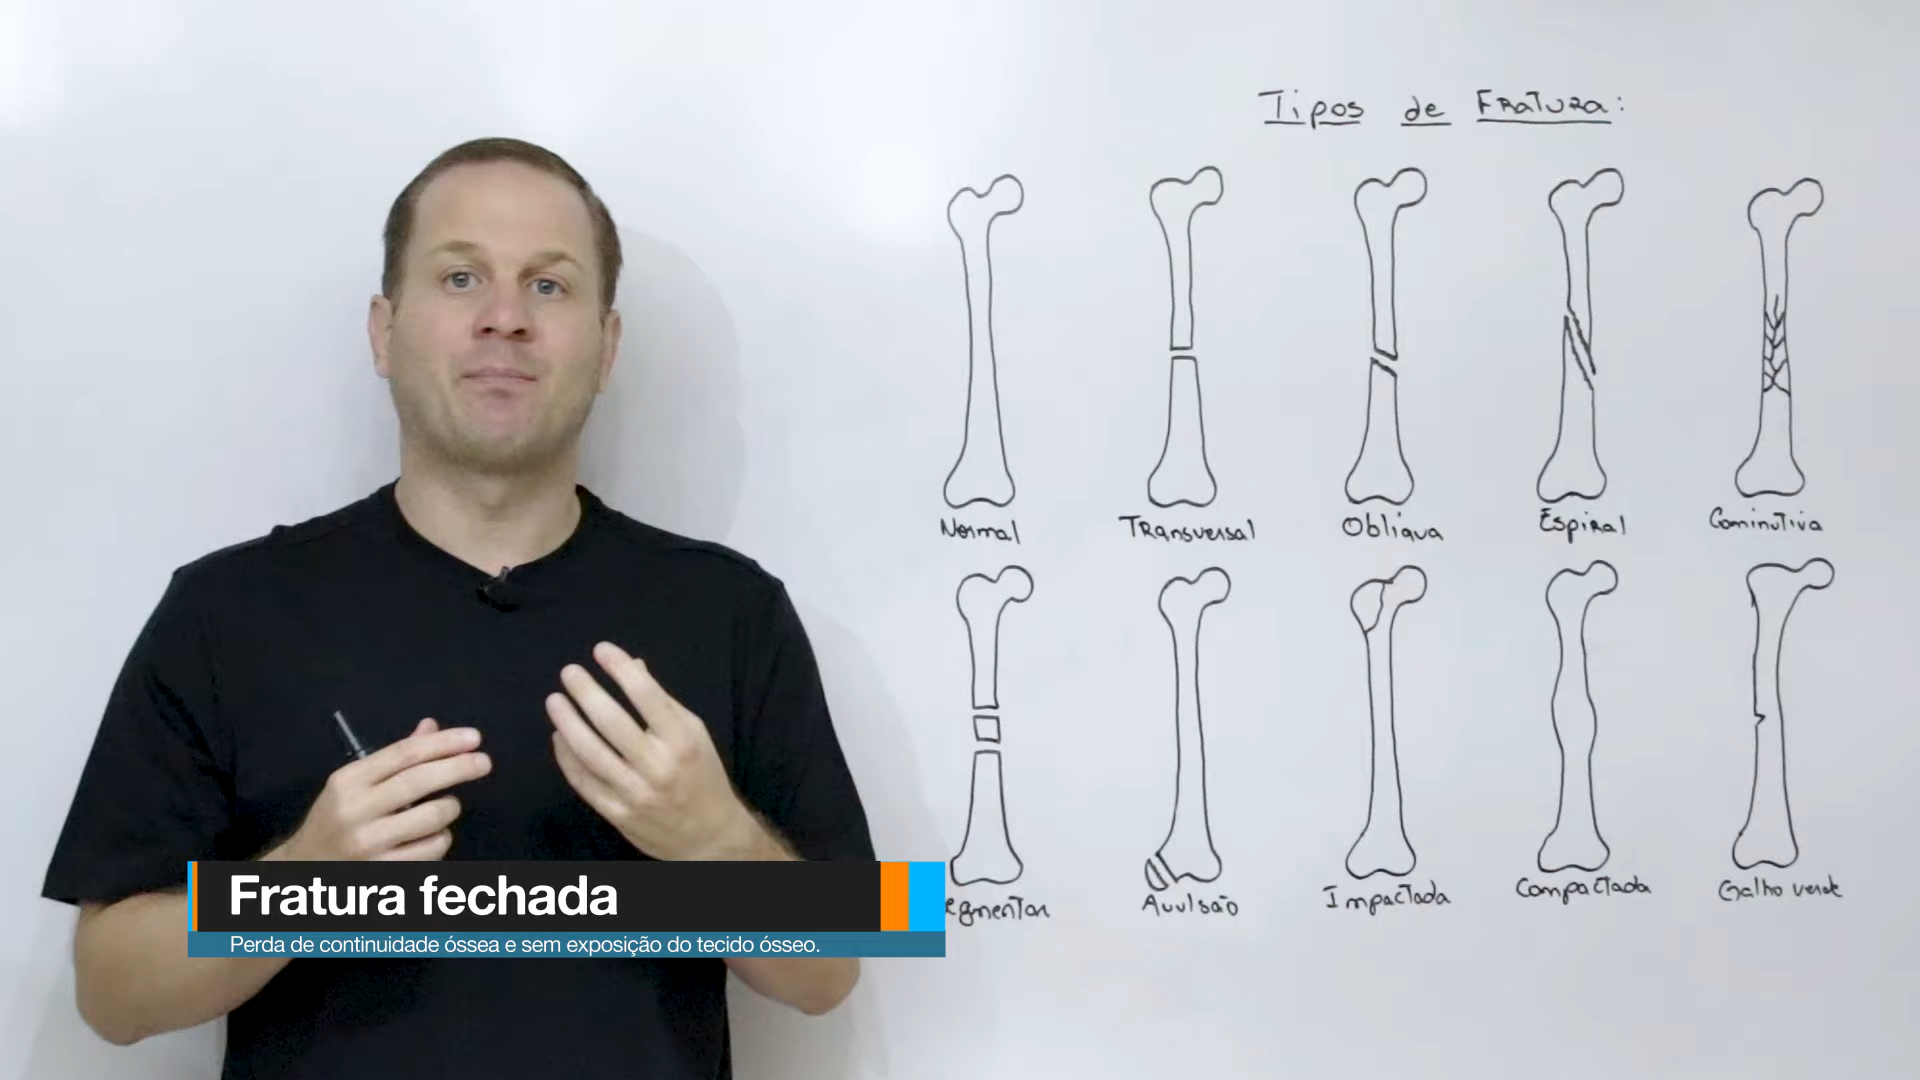 Tipos de Fratura:
Normal Transversal Obliqua Espiral Cominutiva
Avulsão Impactada Compactada Galho verde
Fratura fechada
Perda de continuidade óssea e sem exposição do tecido ósseo.